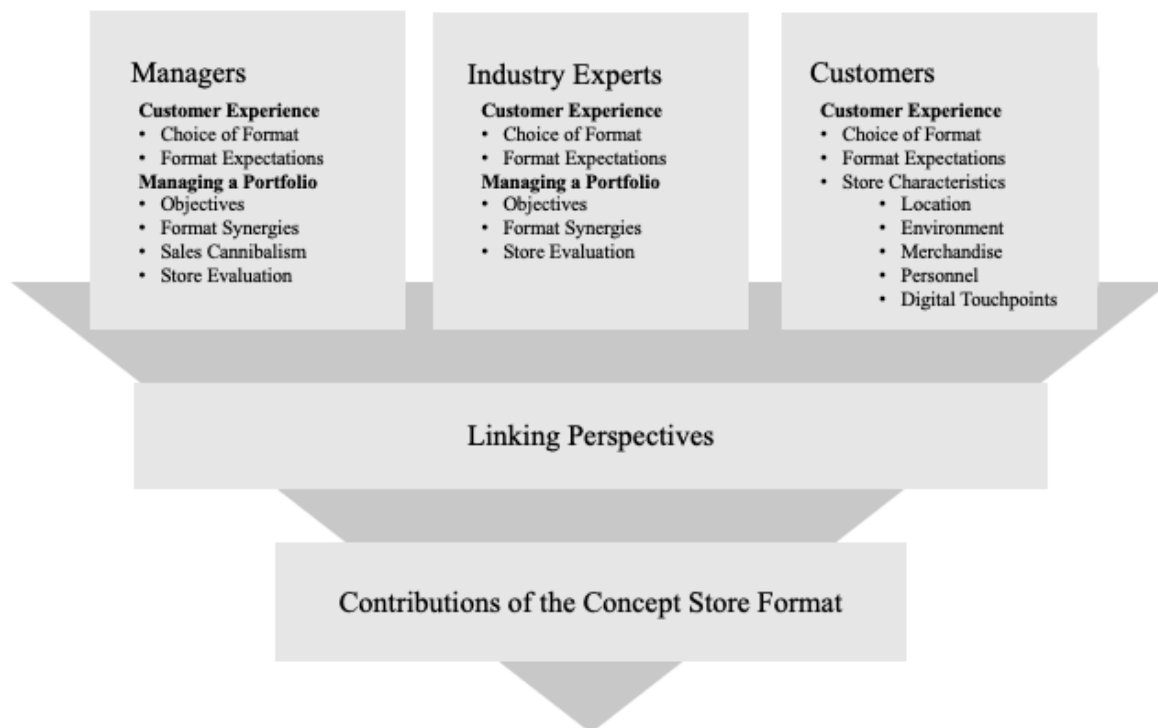 Managers
Customer Experience
• Choice of Format
• Format Expectations
Managing a Portfolio
• Objectives
• Format Synergies
• Sales Cannibalism
• Store Evaluation
Industry Experts
Customer Experience
• Choice of Format
• Format Expectations
Managing a Portfolio
• Objectives
• Format Synergies
• Store Evaluation
Customers
Customer Experience
• Choice of Format
• Format Expectations
• Store Characteristics
• Location
• Environment
• Merchandise
• Personnel
• Digital Touchpoints
Linking Perspectives
Contributions of the Concept Store Format